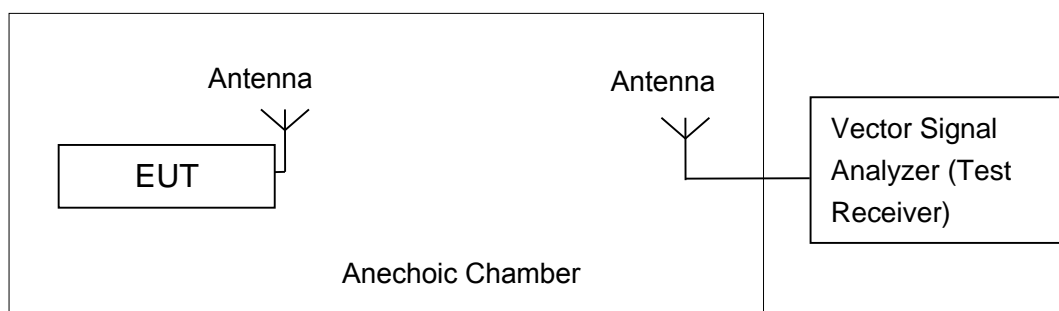 Antenna
Antenna
EUT
Vector Signal
Analyzer (Test
Receiver)
Anechoic Chamber